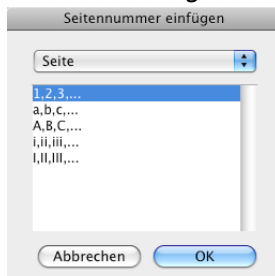 Seitennummer einfügen
Seite
1,2,3,...
a,b,c,...
A,B,C,...
i,ii,iii,...
I,II,III,...
Abbrechen OK